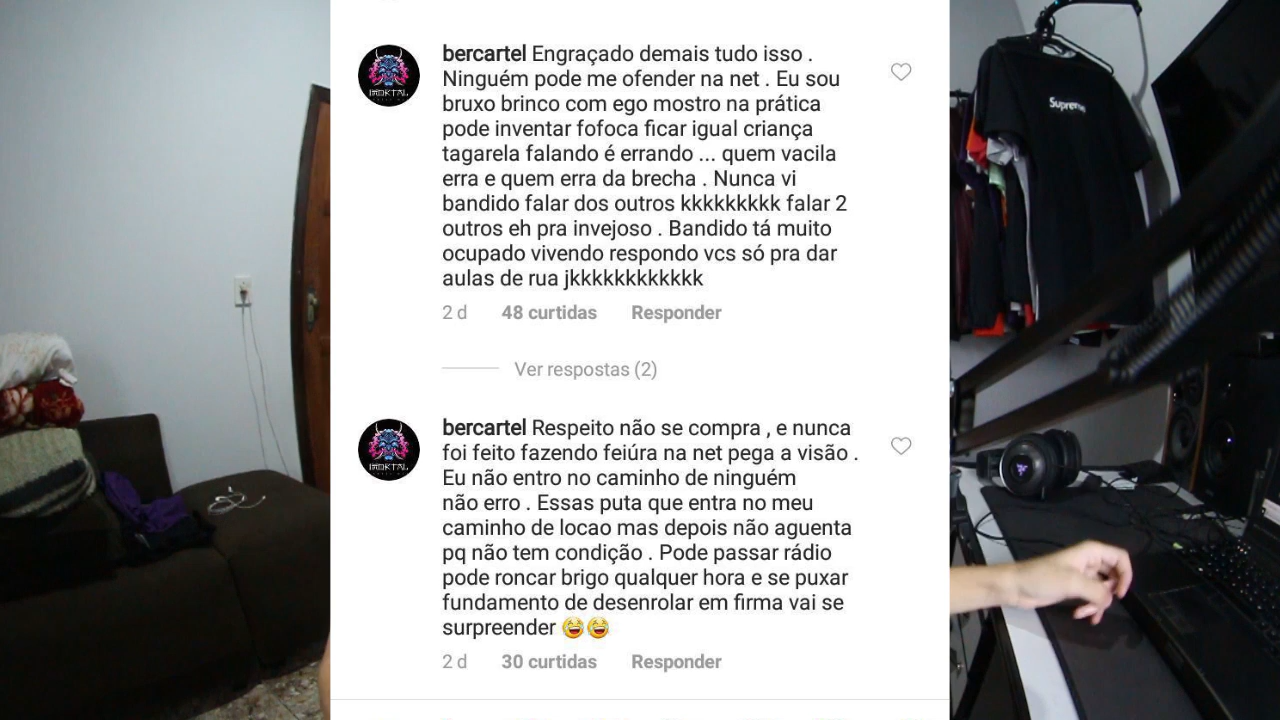 bercartel Engraçado demais tudo isso .
Ninguém pode me ofender na net . Eu sou
bruxo brinco com ego mostro na prática
pode inventar fofoca ficar igual criança
tagarela falando é errando ... quem vacila
erra e quem erra da brecha . Nunca vi
bandido falar dos outros kkkkkkkkk falar 2
outros eh pra invejoso . Bandido tá muito
ocupado vivendo respondo vcs só pra dar
aulas de rua jkkkkkkkkkkkk
2 d 48 curtidas Responder
Ver respostas (2)
bercartel Respeito não se compra , e nunca
foi feito fazendo feiúra na net pega a visão .
Eu não entro no caminho de ninguém
não erro . Essas puta que entra no meu
caminho de locao mas depois não aguenta
pq não tem condição . Pode passar rádio
pode roncar brigo qualquer hora e se puxar
fundamento de desenrolar em firma vai se
surpreender 😂😂
2 d 30 curtidas Responder
IMORTAL
IMORTAL
Supreme